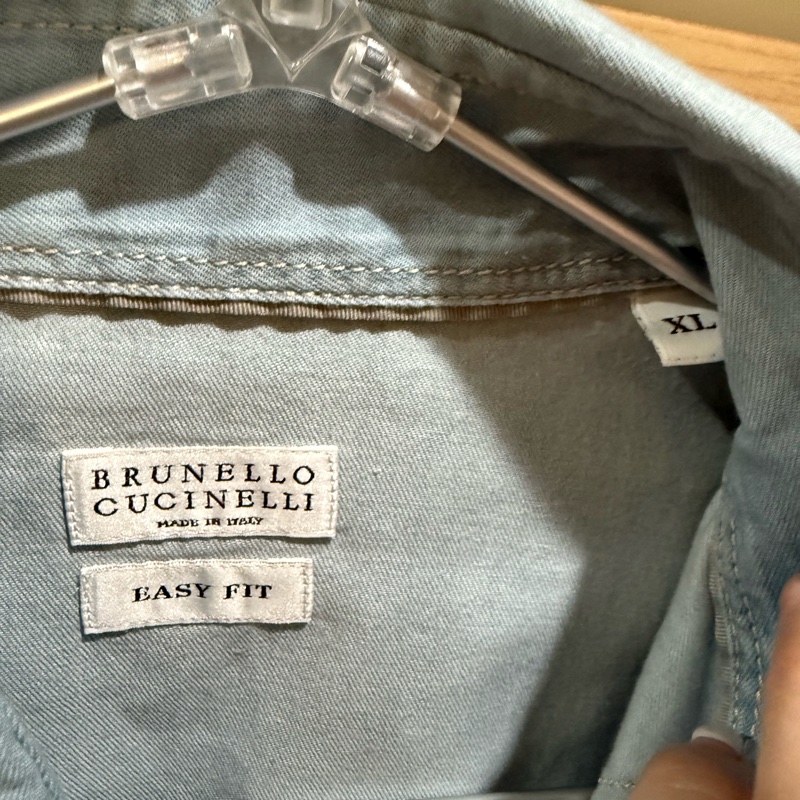 XL
BRUNELLO
CUCINELLI
MADE IN ITALY
EASY FIT